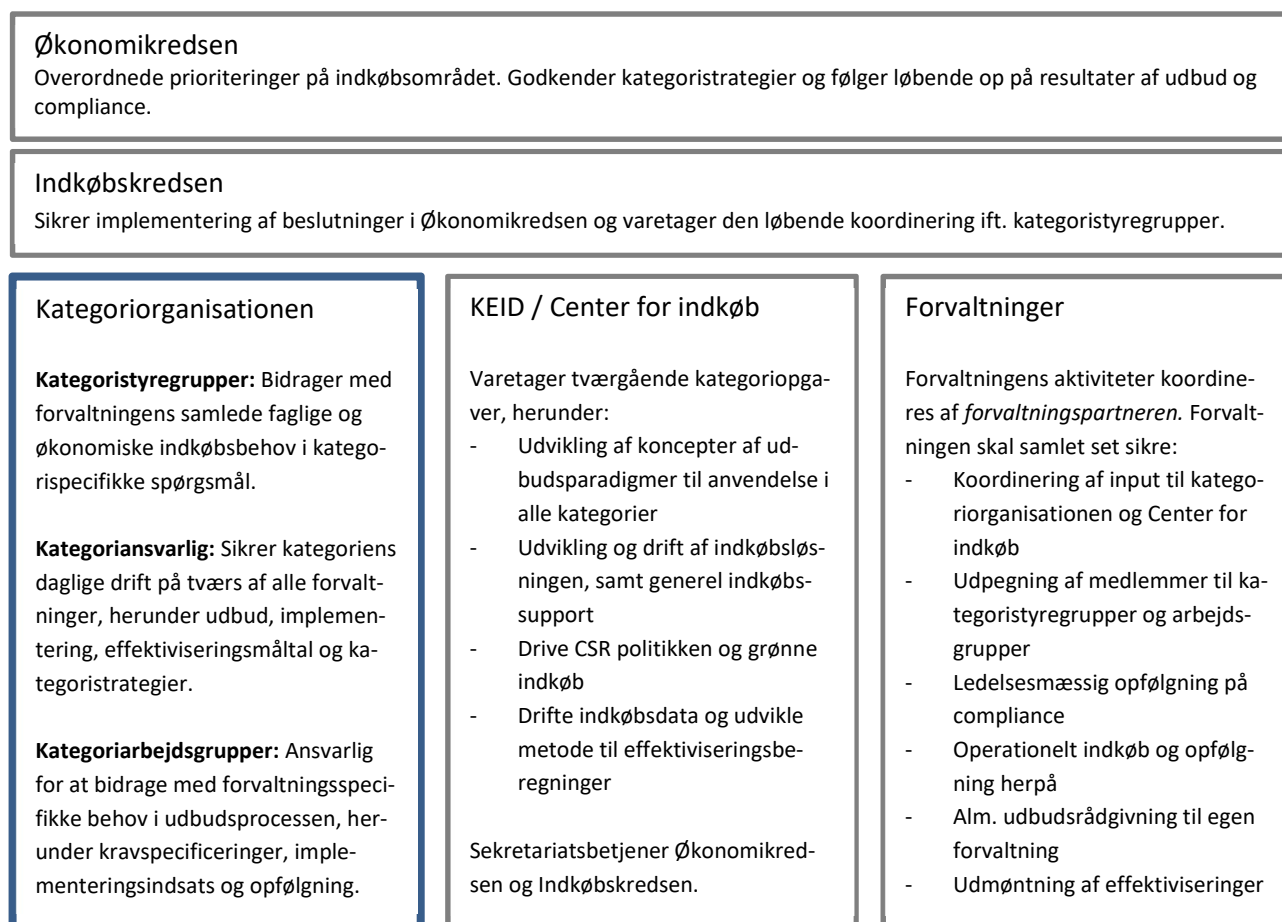 Økonomikredsen
Overordnede prioriteringer på indkøbsområdet. Godkender kategoristrategier og følger løbende op på resultater af udbud og
compliance.
Indkøbskredsen
Sikrer implementering af beslutninger i Økonomikredsen og varetager den løbende koordinering ift. kategoristyregrupper.
Kategoriorganisationen
Kategoristyregrupper: Bidrager med
forvaltningens samlede faglige og
økonomiske indkøbsbehov i katego-
rispecifikke spørgsmål.
Kategoriansvarlig: Sikrer kategoriens
daglige drift på tværs af alle forvalt-
ninger, herunder udbud, implemen-
tering, effektiviseringsmåltal og ka-
tegoristrategier.
Kategoriarbejdsgrupper: Ansvarlig
for at bidrage med forvaltningsspeci-
fikke behov i udbudsprocessen, her-
under kravspecificeringer, imple-
menteringsindsats og opfølgning.
KEID / Center for indkøb
Varetager tværgående kategoriopga-
ver, herunder:
- Udvikling af koncepter af ud-
budsparadigmer til anvendelse i
alle kategorier
- Udvikling og drift af indkøbsløs-
ningen, samt generel indkøbs-
support
- Drive CSR politikken og grønne
indkøb
- Drifte indkøbsdata og udvikle
metode til effektiviseringsbe-
regninger
Sekretariatsbetjener Økonomikred-
sen og Indkøbskredsen.
Forvaltninger
Forvaltningens aktiviteter koordine-
res af forvaltningspartneren. Forvalt-
ningen skal samlet set sikre:
- Koordinering af input til katego-
riorganisationen og Center for
indkøb
- Udpegning af medlemmer til ka-
tegoristyregrupper og arbejds-
grupper
- Ledelsesmæssig opfølgning på
compliance
- Operationelt indkøb og opfølg-
ning herpå
- Alm. udbudsrådgivning til egen
forvaltning
- Udmøntning af effektiviseringer